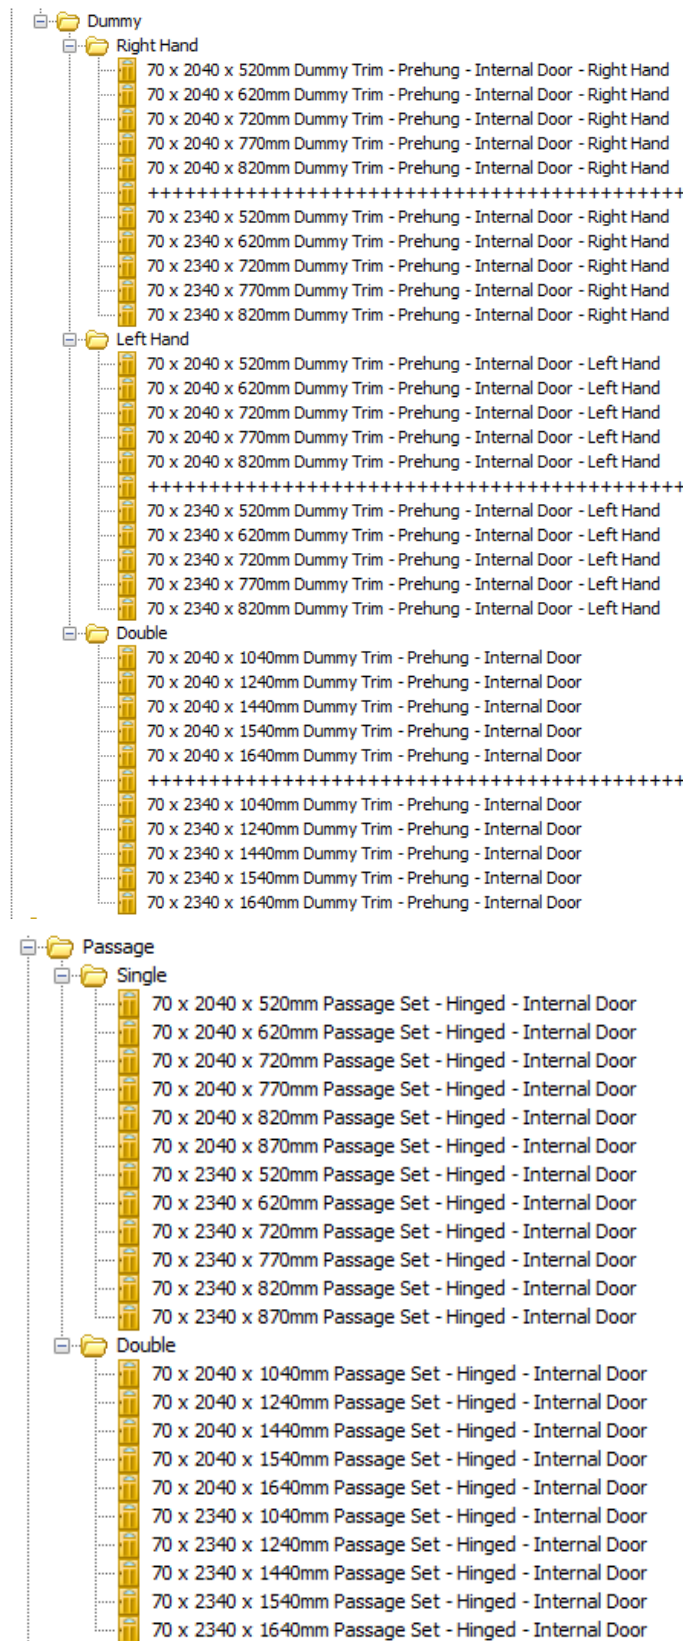 Dummy
Right Hand
70 x 2040 x 520mm Dummy Trim - Prehung - Internal Door - Right Hand
70 x 2040 x 620mm Dummy Trim - Prehung - Internal Door - Right Hand
70 x 2040 x 720mm Dummy Trim - Prehung - Internal Door - Right Hand
70 x 2040 x 770mm Dummy Trim - Prehung - Internal Door - Right Hand
70 x 2040 x 820mm Dummy Trim - Prehung - Internal Door - Right Hand
++++++++++++++++++++++++++++++++++++++++++++
70 x 2340 x 520mm Dummy Trim - Prehung - Internal Door - Right Hand
70 x 2340 x 620mm Dummy Trim - Prehung - Internal Door - Right Hand
70 x 2340 x 720mm Dummy Trim - Prehung - Internal Door - Right Hand
70 x 2340 x 770mm Dummy Trim - Prehung - Internal Door - Right Hand
70 x 2340 x 820mm Dummy Trim - Prehung - Internal Door - Right Hand
Left Hand
70 x 2040 x 520mm Dummy Trim - Prehung - Internal Door - Left Hand
70 x 2040 x 620mm Dummy Trim - Prehung - Internal Door - Left Hand
70 x 2040 x 720mm Dummy Trim - Prehung - Internal Door - Left Hand
70 x 2040 x 770mm Dummy Trim - Prehung - Internal Door - Left Hand
70 x 2040 x 820mm Dummy Trim - Prehung - Internal Door - Left Hand
++++++++++++++++++++++++++++++++++++++++++++
70 x 2340 x 520mm Dummy Trim - Prehung - Internal Door - Left Hand
70 x 2340 x 620mm Dummy Trim - Prehung - Internal Door - Left Hand
70 x 2340 x 720mm Dummy Trim - Prehung - Internal Door - Left Hand
70 x 2340 x 770mm Dummy Trim - Prehung - Internal Door - Left Hand
70 x 2340 x 820mm Dummy Trim - Prehung - Internal Door - Left Hand
Double
70 x 2040 x 1040mm Dummy Trim - Prehung - Internal Door
70 x 2040 x 1240mm Dummy Trim - Prehung - Internal Door
70 x 2040 x 1440mm Dummy Trim - Prehung - Internal Door
70 x 2040 x 1540mm Dummy Trim - Prehung - Internal Door
70 x 2040 x 1640mm Dummy Trim - Prehung - Internal Door
++++++++++++++++++++++++++++++++++++++++++++
70 x 2340 x 1040mm Dummy Trim - Prehung - Internal Door
70 x 2340 x 1240mm Dummy Trim - Prehung - Internal Door
70 x 2340 x 1440mm Dummy Trim - Prehung - Internal Door
70 x 2340 x 1540mm Dummy Trim - Prehung - Internal Door
70 x 2340 x 1640mm Dummy Trim - Prehung - Internal Door
Passage
Single
70 x 2040 x 520mm Passage Set - Hinged - Internal Door
70 x 2040 x 620mm Passage Set - Hinged - Internal Door
70 x 2040 x 720mm Passage Set - Hinged - Internal Door
70 x 2040 x 770mm Passage Set - Hinged - Internal Door
70 x 2040 x 820mm Passage Set - Hinged - Internal Door
70 x 2040 x 870mm Passage Set - Hinged - Internal Door
70 x 2340 x 520mm Passage Set - Hinged - Internal Door
70 x 2340 x 620mm Passage Set - Hinged - Internal Door
70 x 2340 x 720mm Passage Set - Hinged - Internal Door
70 x 2340 x 770mm Passage Set - Hinged - Internal Door
70 x 2340 x 820mm Passage Set - Hinged - Internal Door
70 x 2340 x 870mm Passage Set - Hinged - Internal Door
Double
70 x 2040 x 1040mm Passage Set - Hinged - Internal Door
70 x 2040 x 1240mm Passage Set - Hinged - Internal Door
70 x 2040 x 1440mm Passage Set - Hinged - Internal Door
70 x 2040 x 1540mm Passage Set - Hinged - Internal Door
70 x 2040 x 1640mm Passage Set - Hinged - Internal Door
70 x 2340 x 1040mm Passage Set - Hinged - Internal Door
70 x 2340 x 1240mm Passage Set - Hinged - Internal Door
70 x 2340 x 1440mm Passage Set - Hinged - Internal Door
70 x 2340 x 1540mm Passage Set - Hinged - Internal Door
70 x 2340 x 1640mm Passage Set - Hinged - Internal Door